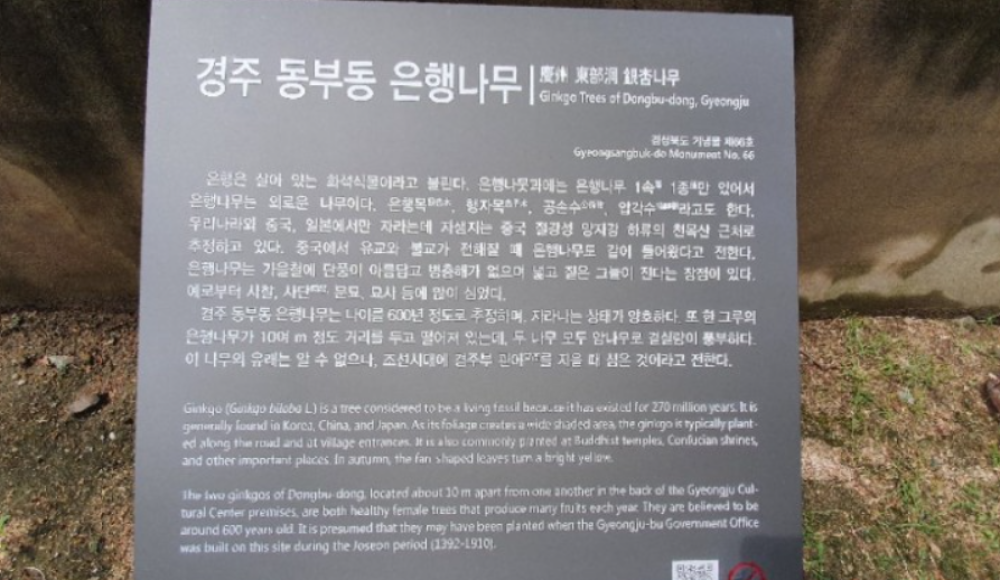 경주 동부동 은행나무
慶州 東部洞 銀杏나무
Ginkgo Trees of Dongbu-dong, Gyeongju
경상북도 기념물 제66호
Gyeongsangbuk-do Monument No. 66
은행은 살아 있는 화석식물이라고 불린다. 은행나뭇과에는 은행나무 1속 1종만 있어서
은행나무는 외로운 나무이다. 은행목, 행자목, 공손수, 압각수라고도 한다.
우리나라와 중국, 일본에서만 자라는데 자생지는 중국 절강성 양자강 하류의 천목산 근처로
추정하고 있다. 중국에서 유교와 불교가 전해질 때 은행나무도 같이 들어왔다고 전한다.
은행나무는 가을철에 단풍이 아름답고 병충해가 없으며 넓고 짙은 그늘이 진다는 장점이 있다.
예로부터 사찰, 사단, 문묘, 묘시 등에 많이 심었다.
경주 동부동 은행나무는 나이를 600년 정도로 추정하며, 자라나는 상태가 양호하다. 또 한 그루의
은행나무가 10여 m 정도 거리를 두고 떨어져 있는데, 두 나무 모두 암나무로 결실량이 풍부하다.
이 나무의 유래는 알 수 없으나, 조선시대에 경주부 관아를 지을 때 심은 것이라고 전한다.
Ginkgo (Ginkgo biloba L.) is a tree considered to be a living fossil because it has existed for 270 million years. It is
generally found in Korea, China, and Japan. As its foliage creates a wide shaded area, the ginkgo is typically plant-
ed along the road and at village entrances. It is also commonly planted at Buddhist temples, Confucian shrines,
and other important places. In autumn, the fan shaped leaves turn a bright yellow.
The two ginkgos of Dongbu-dong, located about 10 m apart from one another in the back of the Gyeongju Cul-
tural Center premises, are both healthy female trees that produce many fruits each year. They are believed to be
around 600 years old. It is presumed that they may have been planted when the Gyeongju-bu Government Office
was built on this site during the Joseon period (1392-1910).